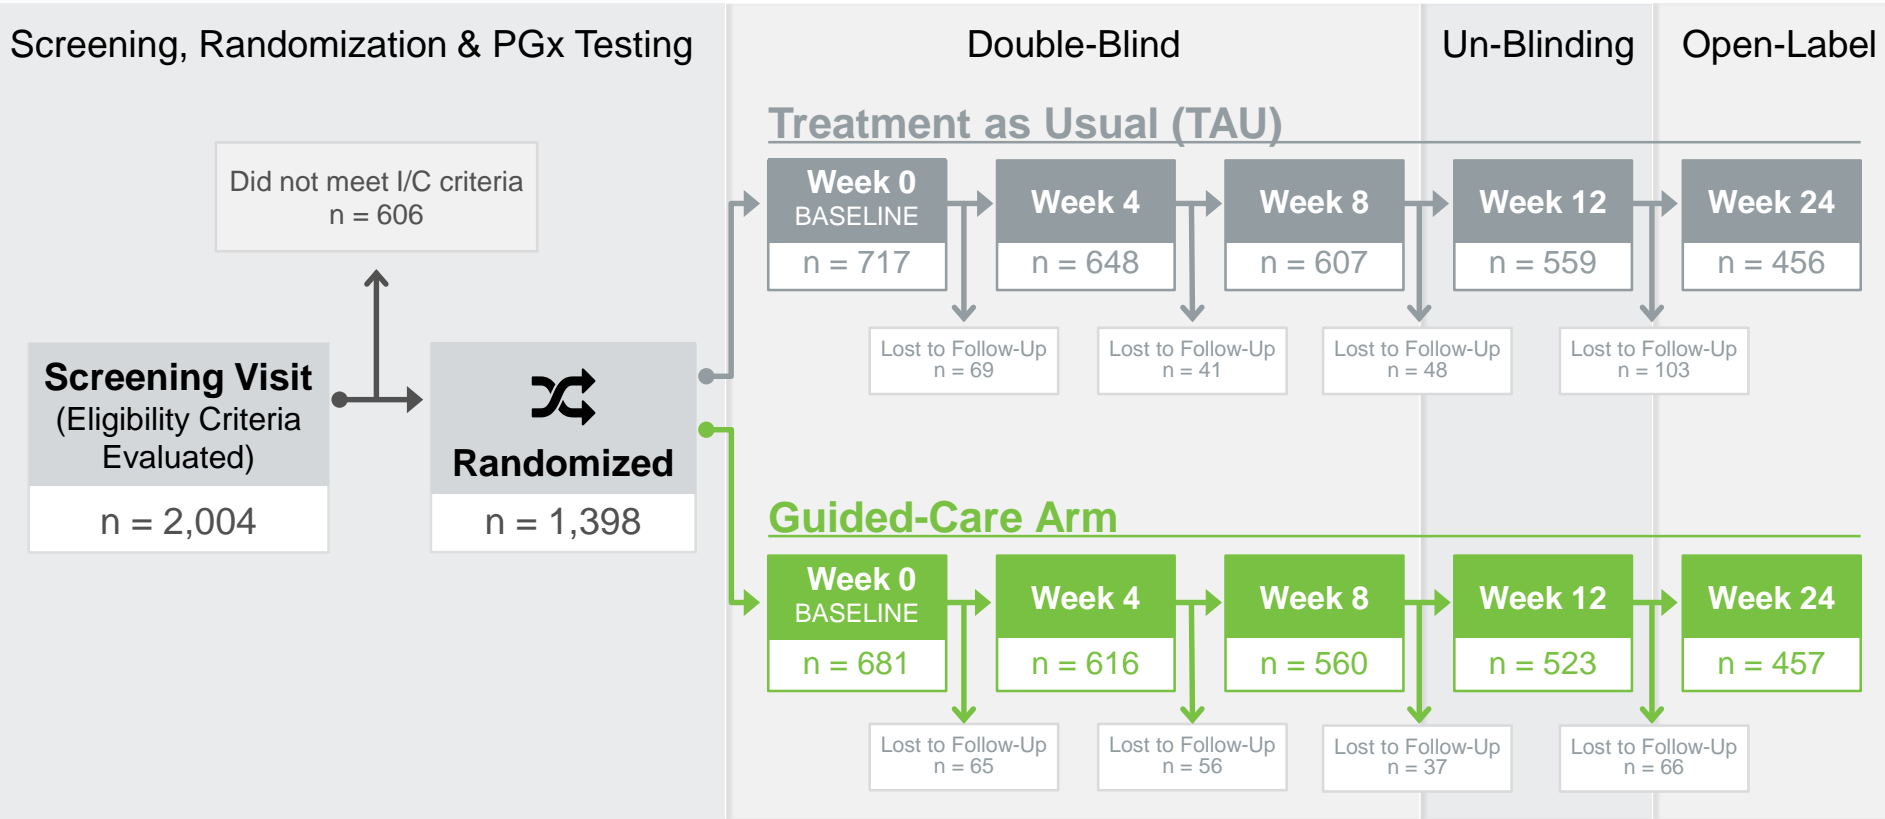 Screening, Randomization & PGx Testing
Double-Blind
Un-Blinding
Open-Label
Did not meet I/C criteria
n = 606
Screening Visit
(Eligibility Criteria
Evaluated)
n = 2,004
Randomized
n = 1,398
Treatment as Usual (TAU)
Week 0
BASELINE
n = 717
Week 4
n = 648
Week 8
n = 607
Week 12
n = 559
Week 24
n = 456
Lost to Follow-Up
n = 69
Lost to Follow-Up
n = 41
Lost to Follow-Up
n = 48
Lost to Follow-Up
n = 103
Guided-Care Arm
Week 0
BASELINE
n = 681
Week 4
n = 616
Week 8
n = 560
Week 12
n = 523
Week 24
n = 457
Lost to Follow-Up
n = 65
Lost to Follow-Up
n = 56
Lost to Follow-Up
n = 37
Lost to Follow-Up
n = 66